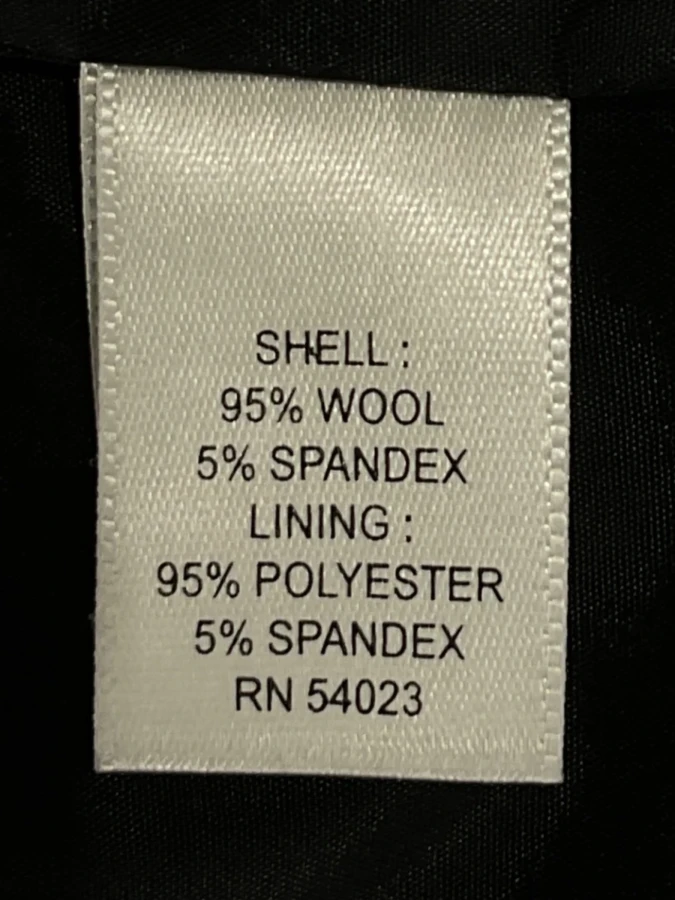 SHELL :
95% WOOL
5% SPANDEX
LINING :
95% POLYESTER
5% SPANDEX
RN 54023